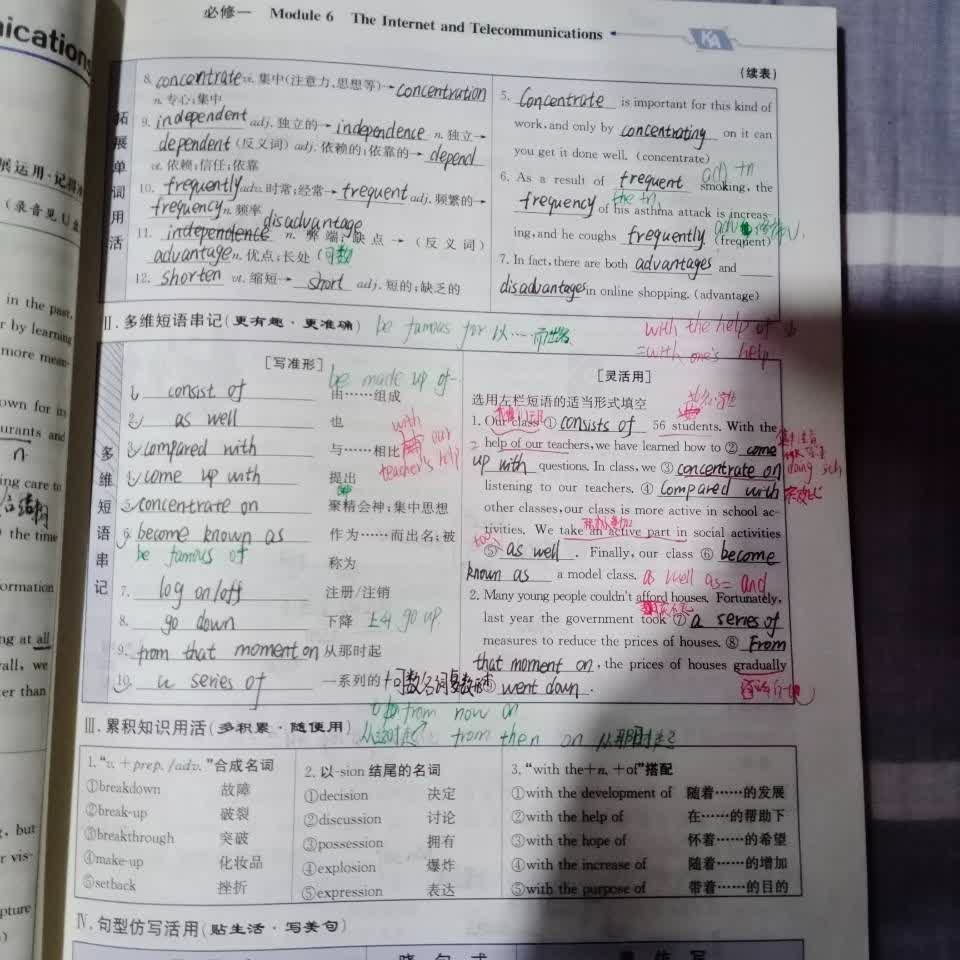 ications
必修一 Module 6 The Internet and Telecommunications
KA
(续表)
拓展单词用活
8. concentrate vt. 集中(注意力、思想等)→concentration
n. 专心;集中
9. independent adj. 独立的→independence n. 独立→
dependent (反义词) adj. 依赖的;依靠的→depend
vi. 依赖;信任;依靠
10. frequently adv. 时常;经常→frequent adj. 频繁的→
frequency n. 频率
disadvantage
11. independence n. 弊端;缺点→(反义词)
advantage n. 优点;长处 (可数
12. shorten vt. 缩短→short adj. 短的;缺乏的
5. Concentrate is important for this kind of
work, and only by concentrating on it can
you get it done well. (concentrate)
adj +n
6. As a result of frequent smoking, the
the +n.
frequency of his asthma attack is increas-
ing, and he coughs frequently. (frequent)
7. In fact, there are both advantages and
disadvantages in online shopping. (advantage)
展运用·记
(录音见U盘
in the past,
r by learning
more mean-
own for it
urants and
n.
ing care to
o the time
formation
ng at all
all, we
er than
, but
r vis-
pture
Ⅱ. 多维短语串记(更有趣·更准确) be famous for 以……而出名
with the help of sb
=with one's help
多维短语串记
[写准形]
be made up of
1. consist of 由……组成
2. as well 也
3. compared with 与……相比
with our
teacher's help
4. come up with 提出
5. concentrate on 聚精会神;集中思想
6. become known as 作为……而出名;被
be famous of 称为
7. log on/off 注册/注销
8. go down 下降 上升 go up
9. from that moment on 从那时起
10. a series of 一系列的+可数名词复数形式
[灵活用]
选用左栏短语的适当形式填空
1. Our class ① consists of 56 students. With the
help of our teachers, we have learned how to ② come
up with questions. In class, we ③ concentrate on doing sth
listening to our teachers. ④ Compared with
other classes, our class is more active in school ac-
tivities. We take an active part in social activities
too
⑤ as well. Finally, our class ⑥ become
known as a model class. as well as = and
2. Many young people couldn't afford houses. Fortunately,
last year the government took ⑦ a series of
measures to reduce the prices of houses. ⑧ From
that moment on, the prices of houses gradually
⑨ went down.
from now on
从这时起
from then on 从那时起
Ⅲ. 累积知识用活(多积累·随便用)
1. "v. + prep. /adv."合成名词
①breakdown 故障
②break-up 破裂
③breakthrough 突破
④make-up 化妆品
⑤setback 挫折
2. 以-sion 结尾的名词
①decision 决定
②discussion 讨论
③possession 拥有
④explosion 爆炸
⑤expression 表达
3. "with the+n. +of"搭配
①with the development of 随着……的发展
②with the help of 在……的帮助下
③with the hope of 怀着……的希望
④with the increase of 随着……的增加
⑤with the purpose of 带着……的目的
Ⅳ. 句型仿写活用(贴生活·写美句)